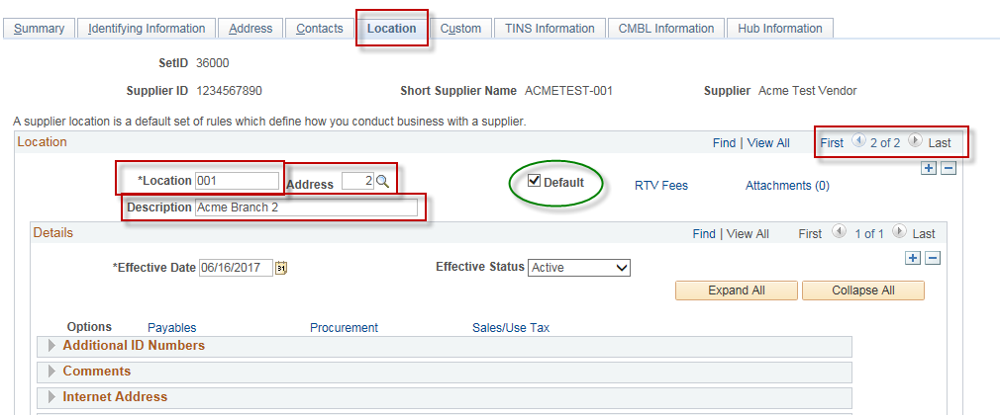 Summary Identifying Information Address Contacts Location Custom TINS Information CMBL Information Hub Information
SetID 36000
Supplier ID 1234567890 Short Supplier Name ACMETEST-001 Supplier Acme Test Vendor
A supplier location is a default set of rules which define how you conduct business with a supplier.
Location Find | View All First 2 of 2 Last
*Location 001 Address 2 Default RTV Fees Attachments (0)
Description Acme Branch 2
Details Find | View All First 1 of 1 Last
*Effective Date 06/16/2017 31 Effective Status Active
Expand All Collapse All
Options Payables Procurement Sales/Use Tax
Additional ID Numbers
Comments
Internet Address